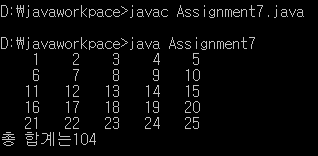 D:\javaworkpace>javac Assignment7.java
D:\javaworkpace>java Assignment7
1 2 3 4 5
6 7 8 9 10
11 12 13 14 15
16 17 18 19 20
21 22 23 24 25
총 합계는104